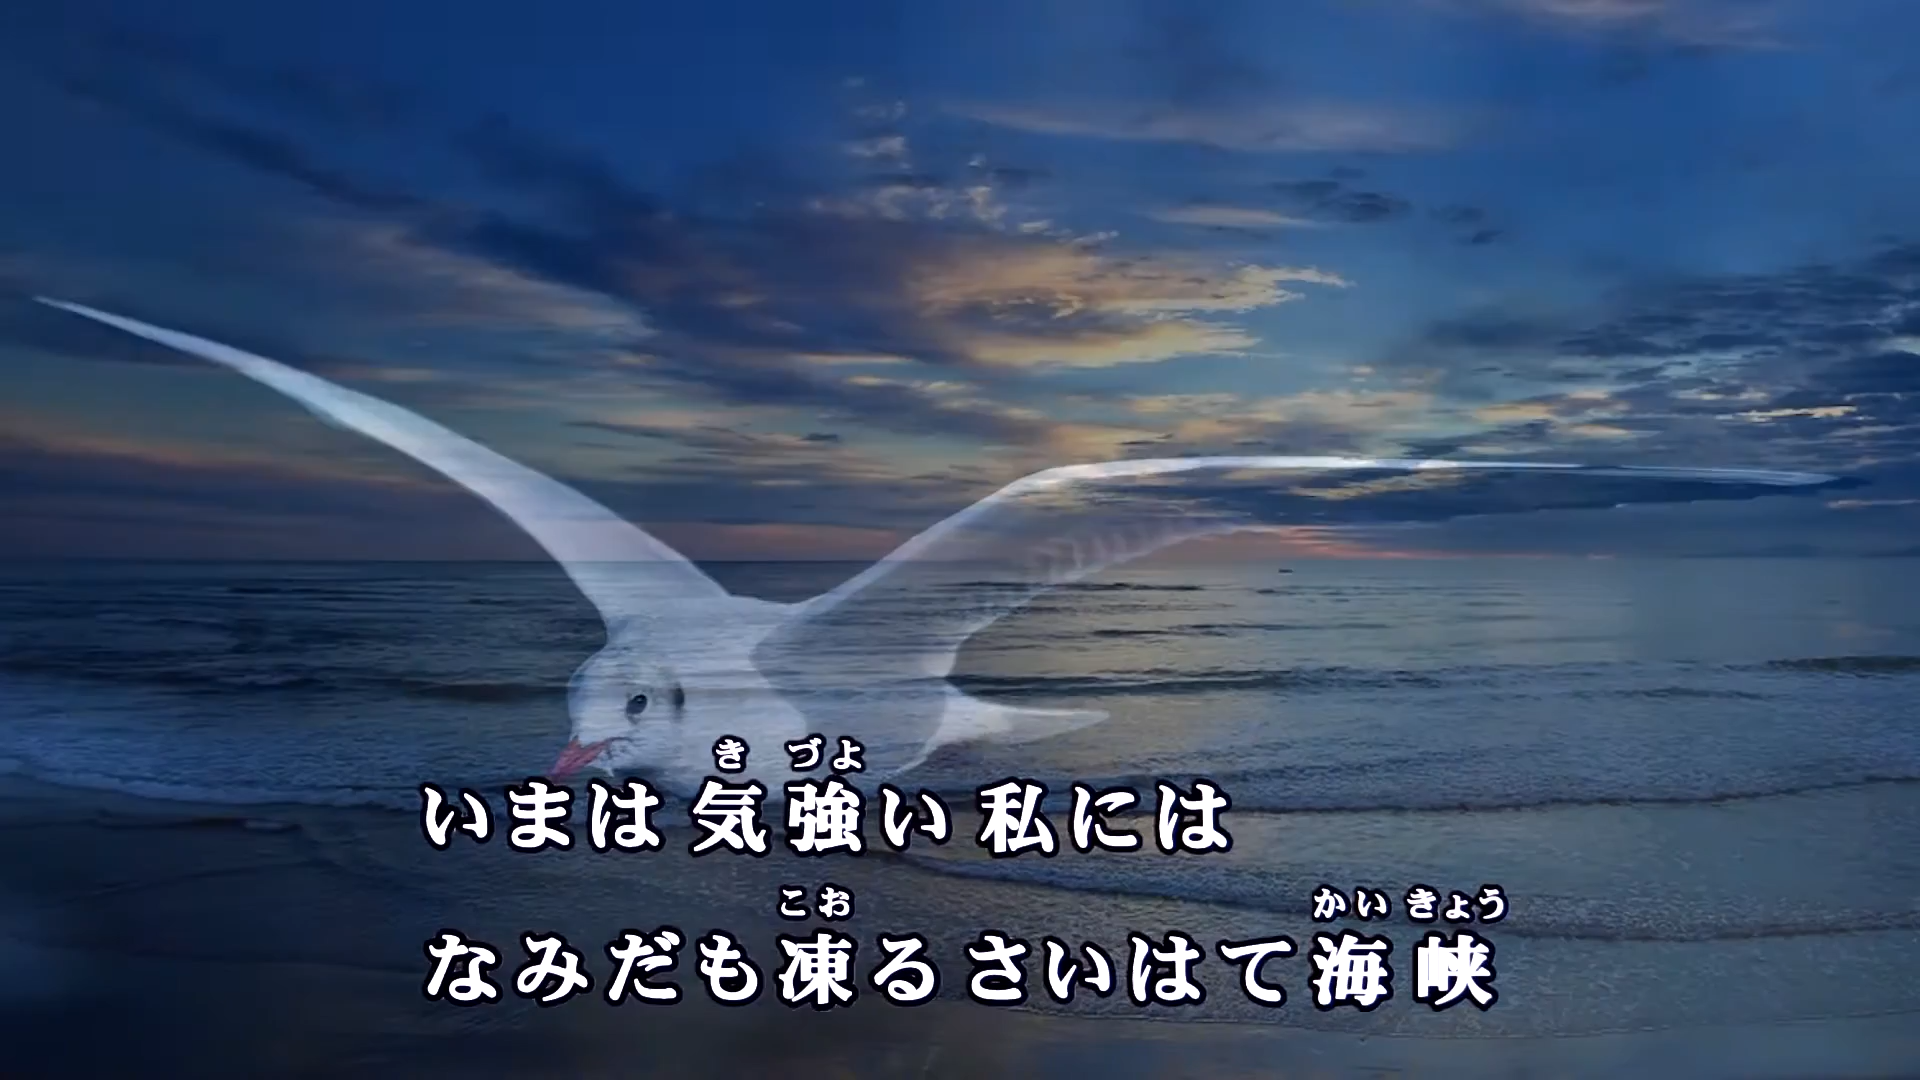 き づよ
いまは 気強い 私には
こお かい きょう
なみだも凍るさいはて海峡